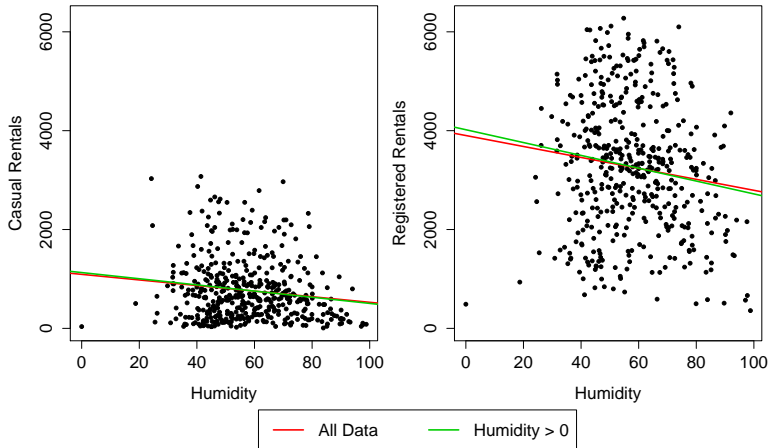 6000
4000
2000
0
Casual Rentals
0 20 40 60 80 100
Humidity
6000
4000
2000
0
Registered Rentals
0 20 40 60 80 100
Humidity
All Data
Humidity > 0